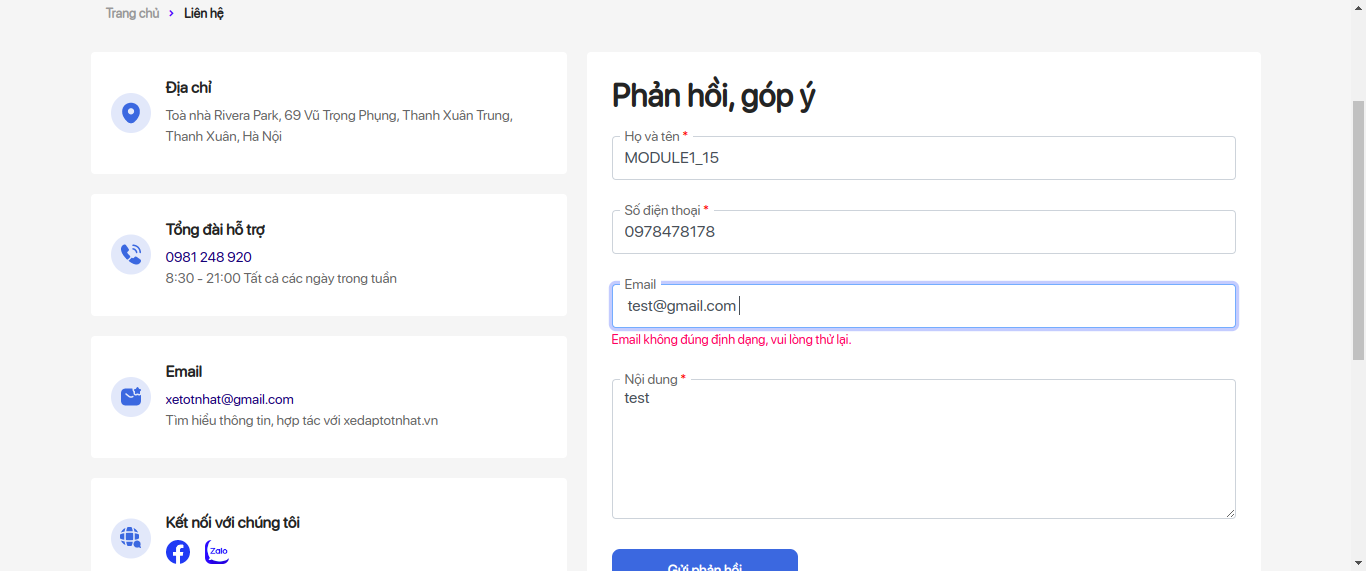 Trang chủ > Liên hệ
Địa chỉ
Toà nhà Rivera Park, 69 Vũ Trọng Phụng, Thanh Xuân Trung,
Thanh Xuân, Hà Nội
Tổng đài hỗ trợ
0981 248 920
8:30 - 21:00 Tất cả các ngày trong tuần
Email
xetotnhat@gmail.com
Tìm hiểu thông tin, hợp tác với xedaptotnhat.vn
Kết nối với chúng tôi
Zalo
Phản hồi, góp ý
Họ và tên *
MODULE1_15
Số điện thoại *
0978478178
Email
test@gmail.com
Email không đúng định dạng, vui lòng thử lại.
Nội dung *
test
Gửi phản hồi